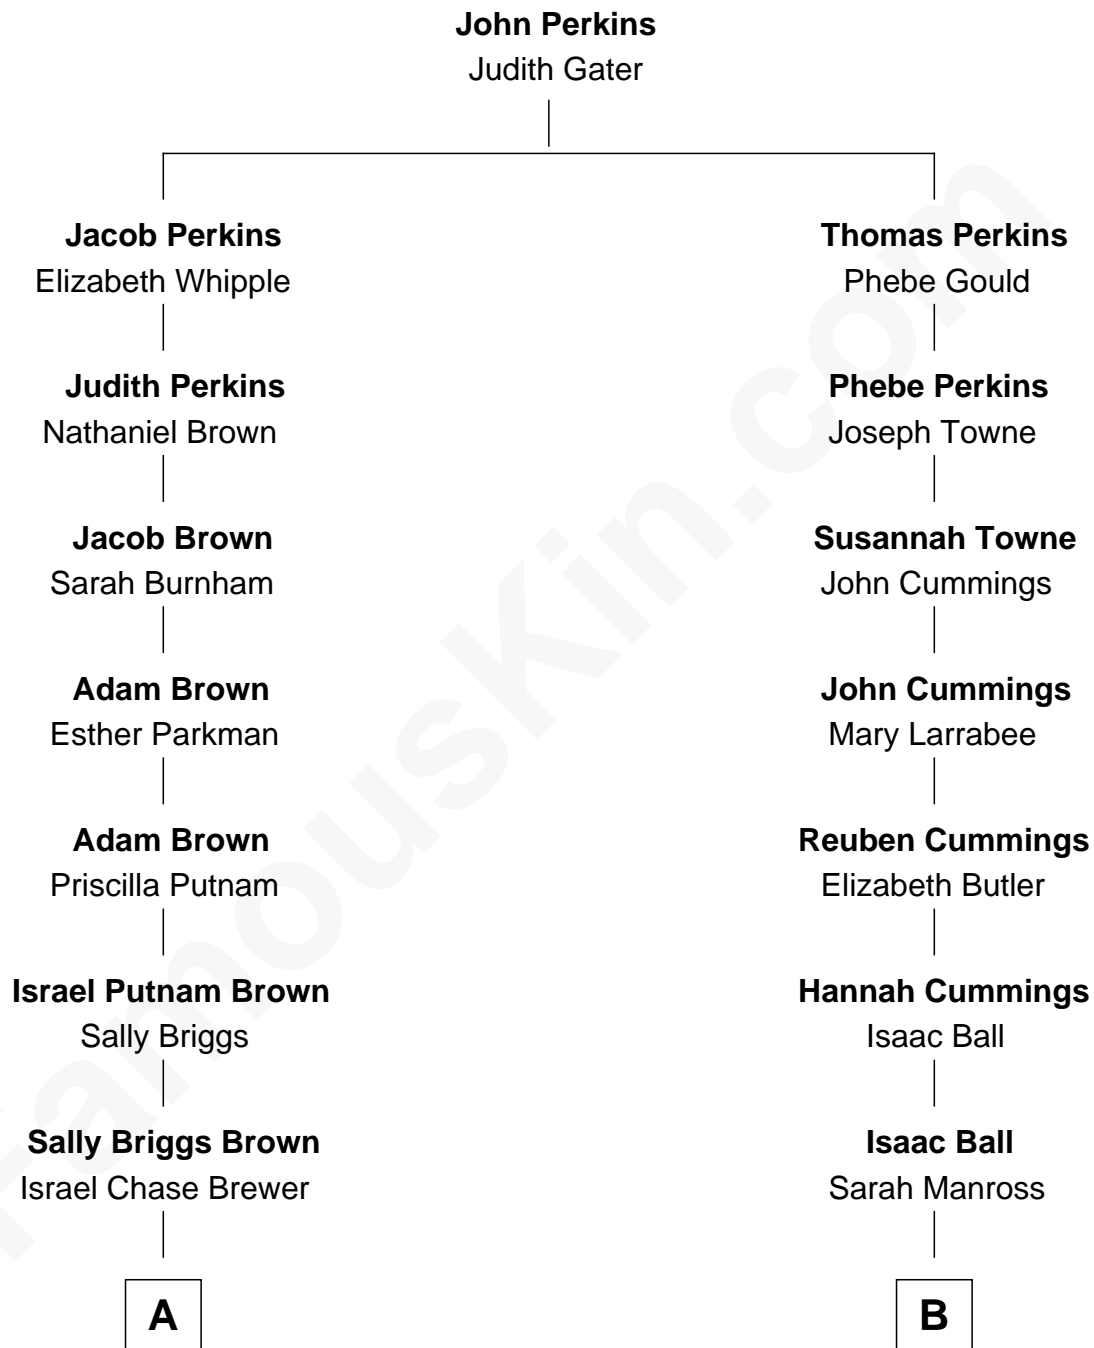 John Perkins
Judith Gater
Jacob Perkins
Elizabeth Whipple
Thomas Perkins
Phebe Gould
Judith Perkins
Nathaniel Brown
Phebe Perkins
Joseph Towne
Jacob Brown
Sarah Burnham
Susannah Towne
John Cummings
Adam Brown
Esther Parkman
John Cummings
Mary Larrabee
Adam Brown
Priscilla Putnam
Reuben Cummings
Elizabeth Butler
Israel Putnam Brown
Sally Briggs
Hannah Cummings
Isaac Ball
Sally Briggs Brown
Israel Chase Brewer
Isaac Ball
Sarah Manross
A
B
FamousKin.com